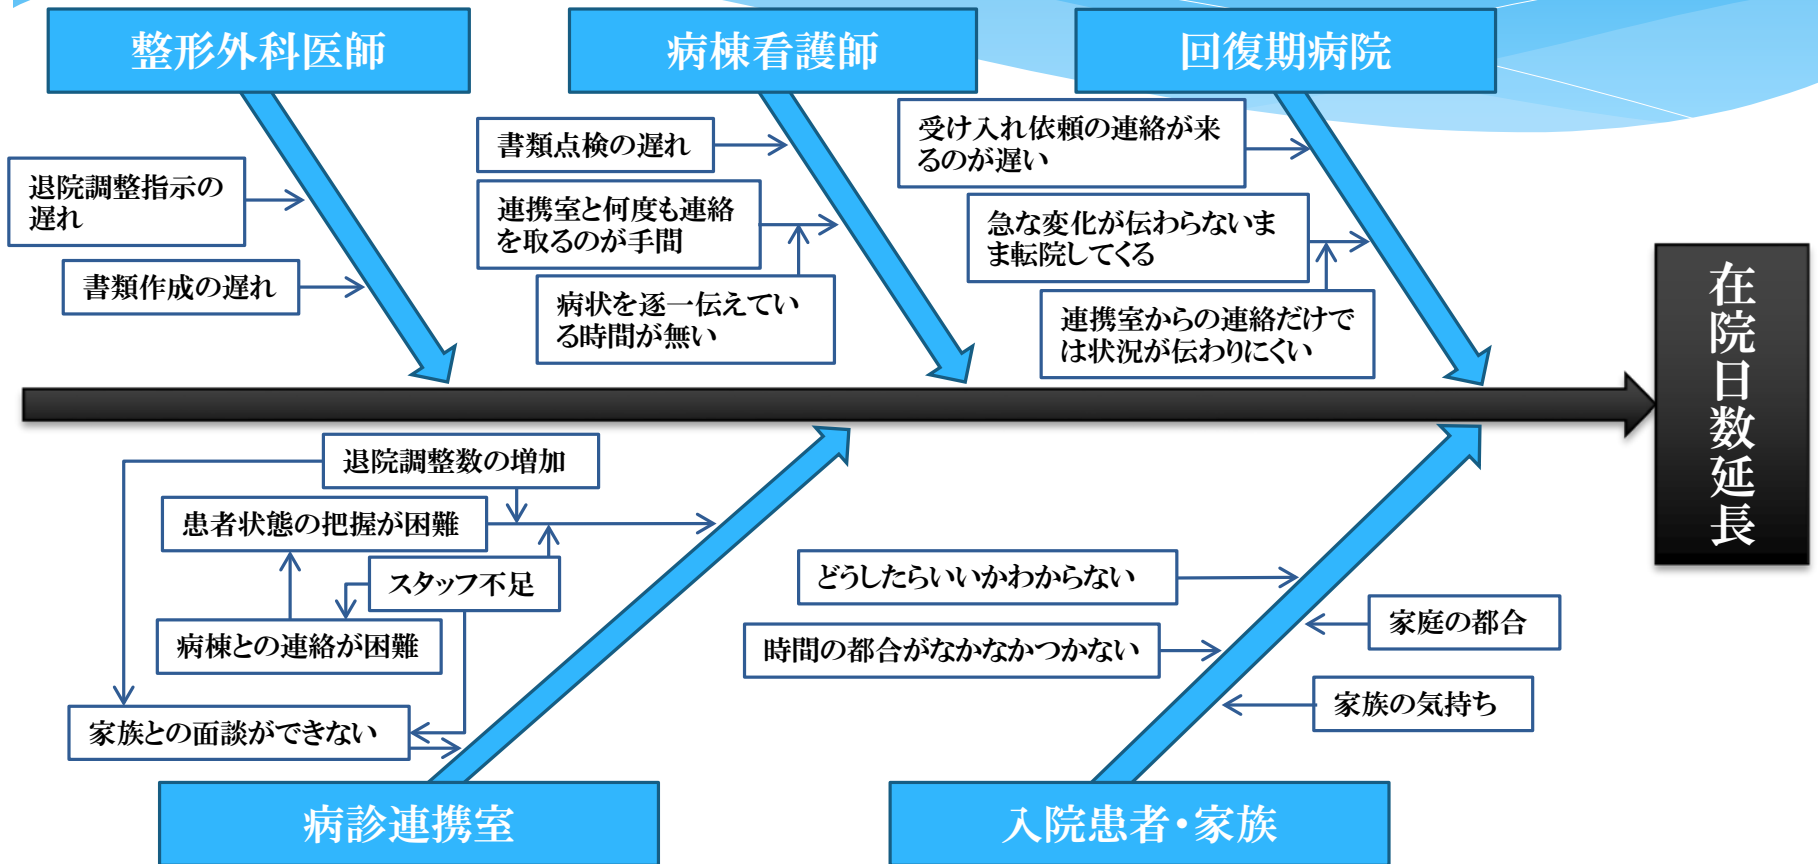 整形外科医師
病棟看護師
回復期病院
退院調整指示の
遅れ
書類作成の遅れ
書類点検の遅れ
連携室と何度も連絡
を取るのが手間
病状を逐一伝えてい
る時間が無い
受け入れ依頼の連絡が来
るのが遅い
急な変化が伝わらないま
ま転院してくる
連携室からの連絡だけで
は状況が伝わりにくい
在院日数延長
退院調整数の増加
患者状態の把握が困難
スタッフ不足
病棟との連絡が困難
家族との面談ができない
どうしたらいいかわからない
時間の都合がなかなかつかない
家庭の都合
家族の気持ち
病診連携室
入院患者・家族